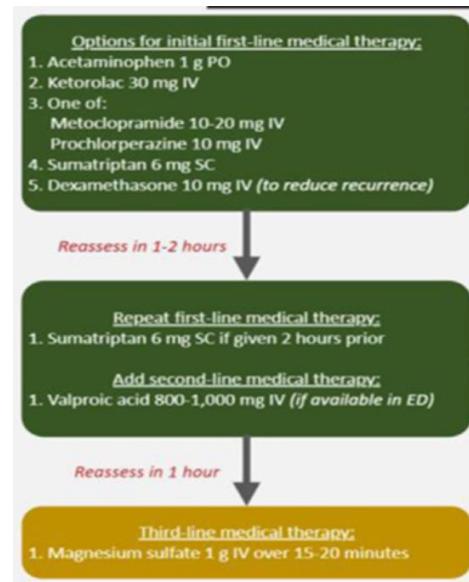 Options for initial first-line medical therapy:
1. Acetaminophen 1 g PO
2. Ketorolac 30 mg IV
3. One of:
Metoclopramide 10-20 mg IV
Prochlorperazine 10 mg IV
4. Sumatriptan 6 mg SC
5. Dexamethasone 10 mg IV (to reduce recurrence)
Reassess in 1-2 hours
Repeat first-line medical therapy:
1. Sumatriptan 6 mg SC if given 2 hours prior
Add second-line medical therapy:
1. Valproic acid 800-1,000 mg IV (if available in ED)
Reassess in 1 hour
Third-line medical therapy:
1. Magnesium sulfate 1 g IV over 15-20 minutes